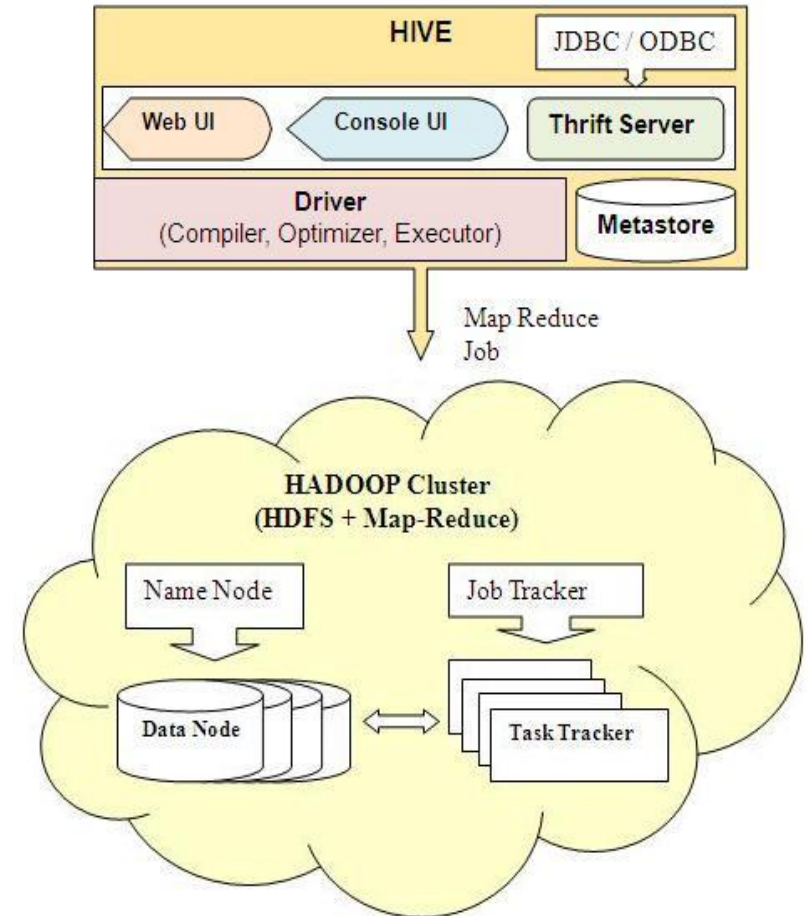 HIVE
JDBC / ODBC
Web UI
Console UI
Thrift Server
Driver
(Compiler, Optimizer, Executor)
Metastore
Map Reduce
Job
HADOOP Cluster
(HDFS + Map-Reduce)
Name Node
Job Tracker
Data Node
Task Tracker